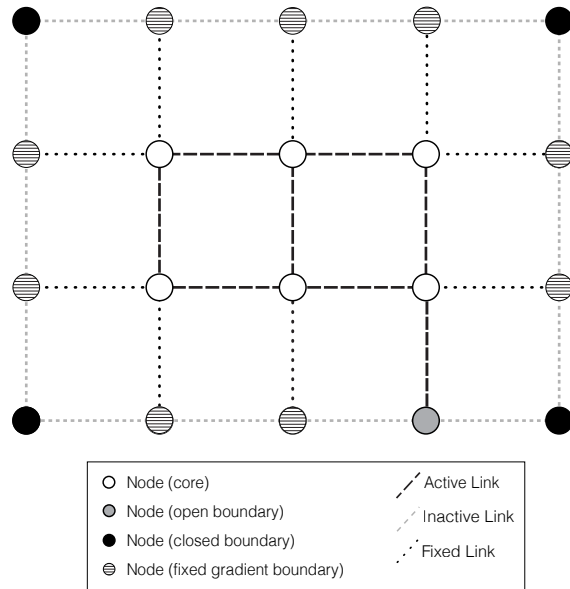 Node (core)
Node (open boundary)
Node (closed boundary)
Node (fixed gradient boundary)
Active Link
Inactive Link
Fixed Link